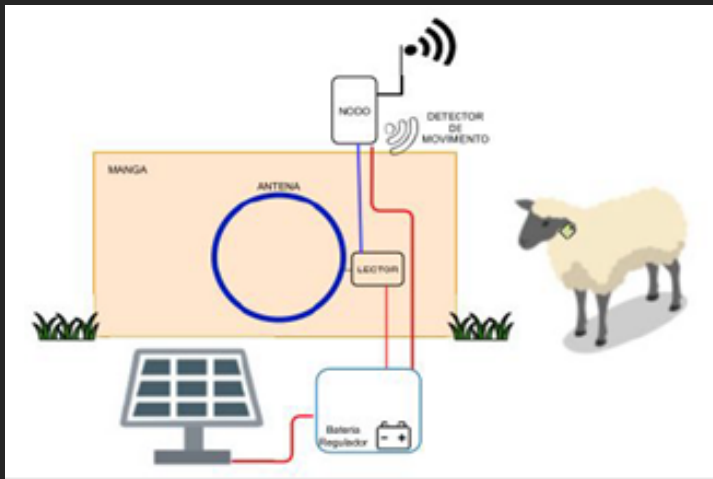 NODO
DETECTOR
DE
MOVIMENTO
MANGA
ANTENA
LECTOR
Bateria
Regulador